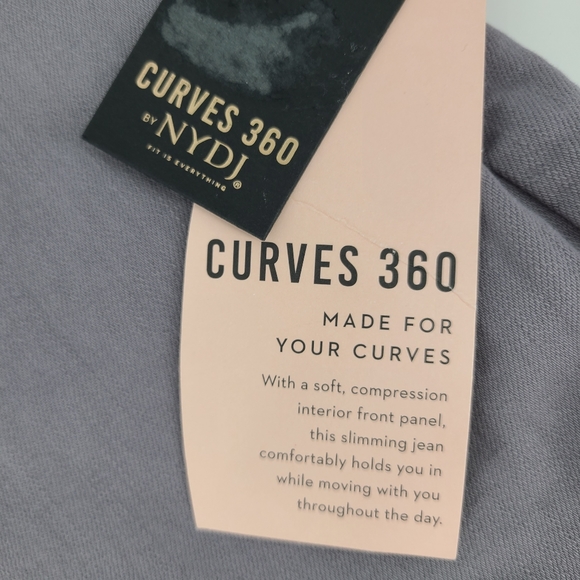 CURVES 360
BY NYDJ®
FIT IS EVERYTHING
CURVES 360
MADE FOR
YOUR CURVES
With a soft, compression
interior front panel,
this slimming jean
comfortably holds you in
while moving with you
throughout the day.